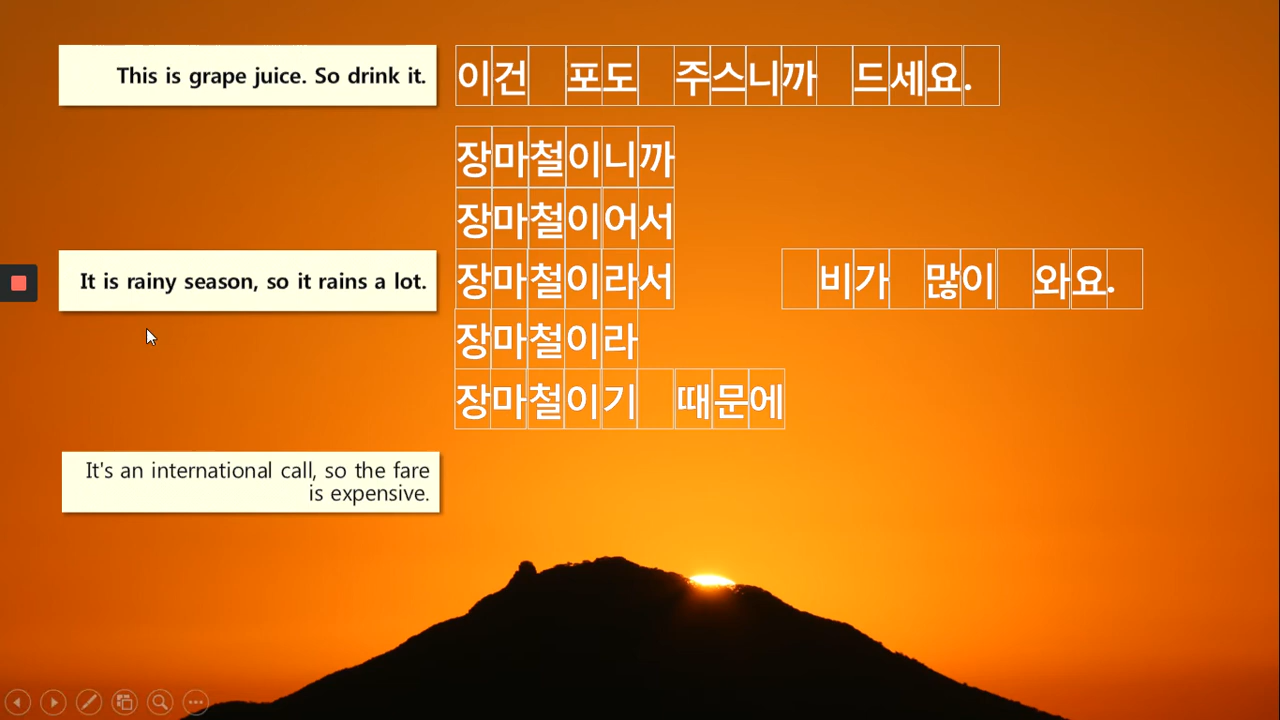 This is grape juice. So drink it.
이건 포도 주스니까 드세요.
장마철이니까
장마철이어서
It is rainy season, so it rains a lot.
장마철이라서 비가 많이 와요.
장마철이라
장마철이기 때문에
It's an international call, so the fare
is expensive.